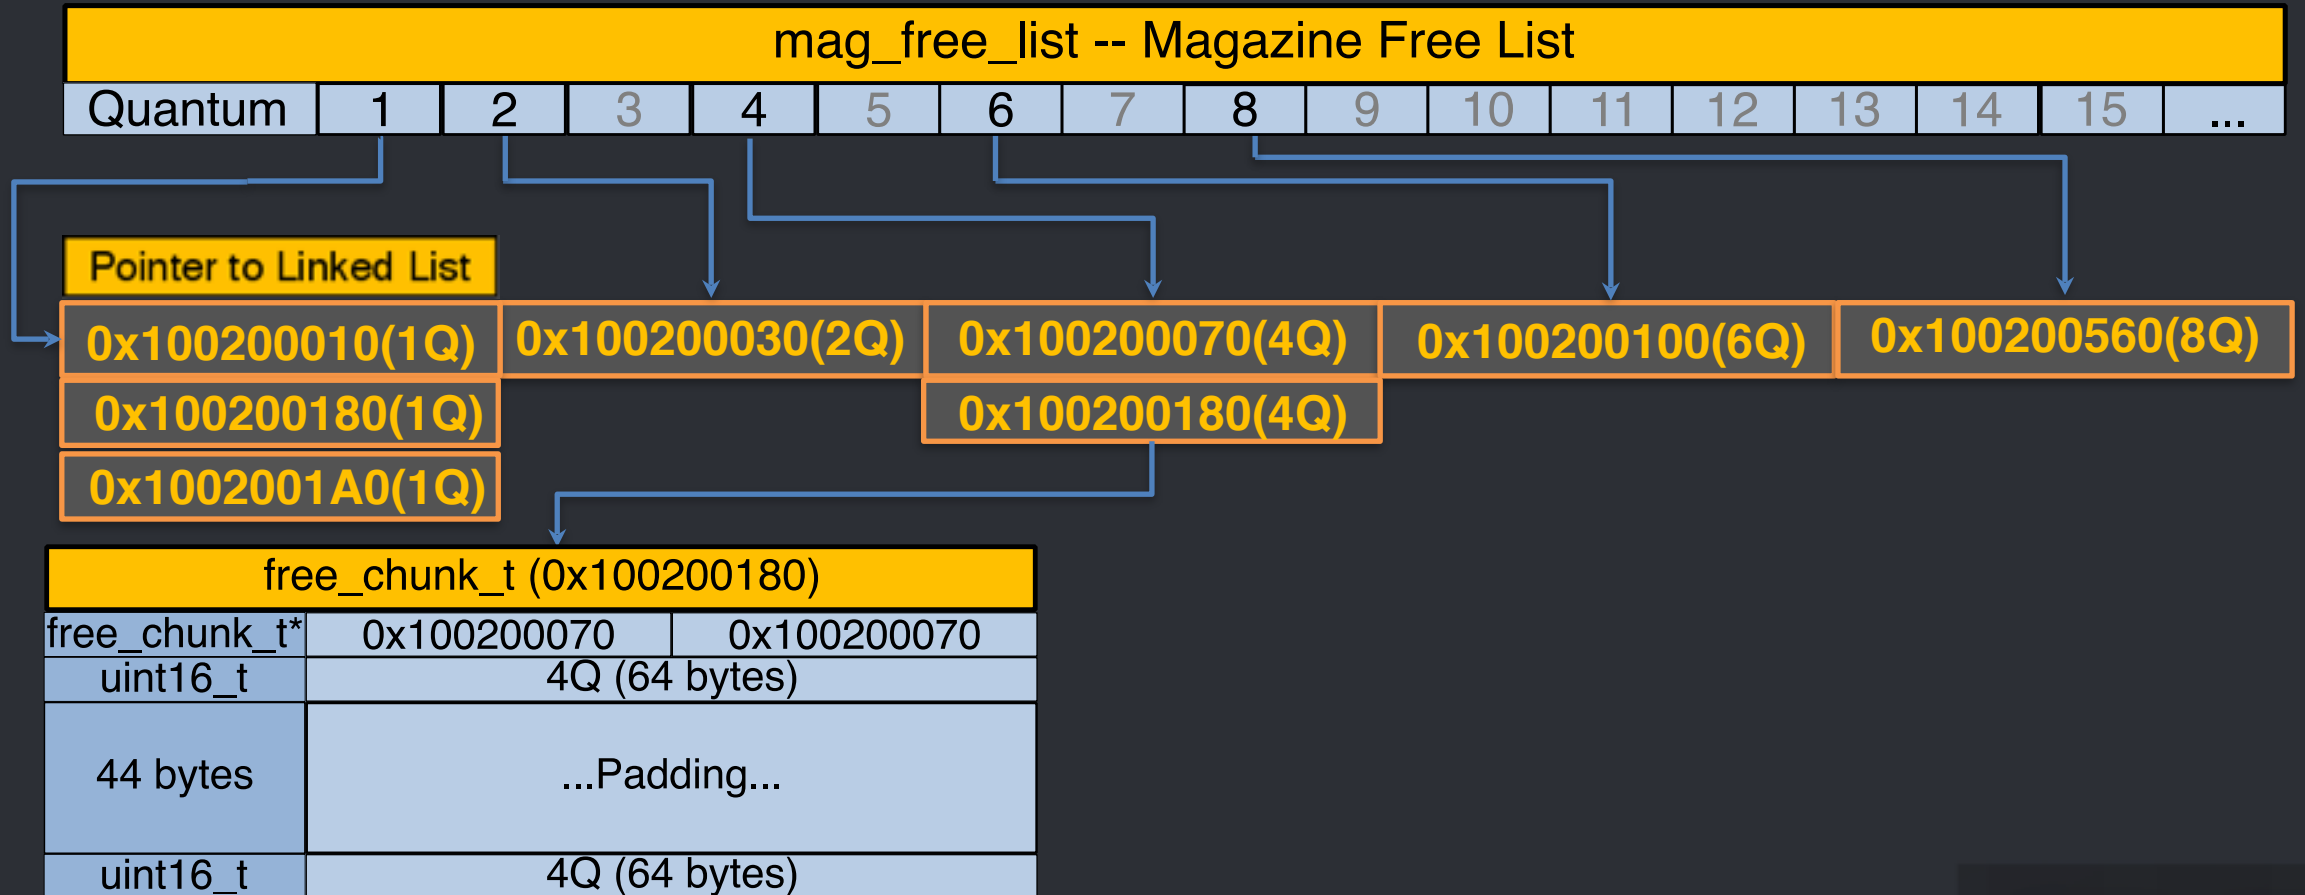 mag_free_list -- Magazine Free List
Quantum 1 2 3 4 5 6 7 8 9 10 11 12 13 14 15 ...
Pointer to Linked List
0x100200010(1Q) 0x100200030(2Q) 0x100200070(4Q) 0x100200100(6Q) 0x100200560(8Q)
0x100200180(1Q) 0x100200180(4Q)
0x1002001A0(1Q)
free_chunk_t (0x100200180)
free_chunk_t* 0x100200070 0x100200070
uint16_t 4Q (64 bytes)
44 bytes ...Padding...
uint16_t 4Q (64 bytes)